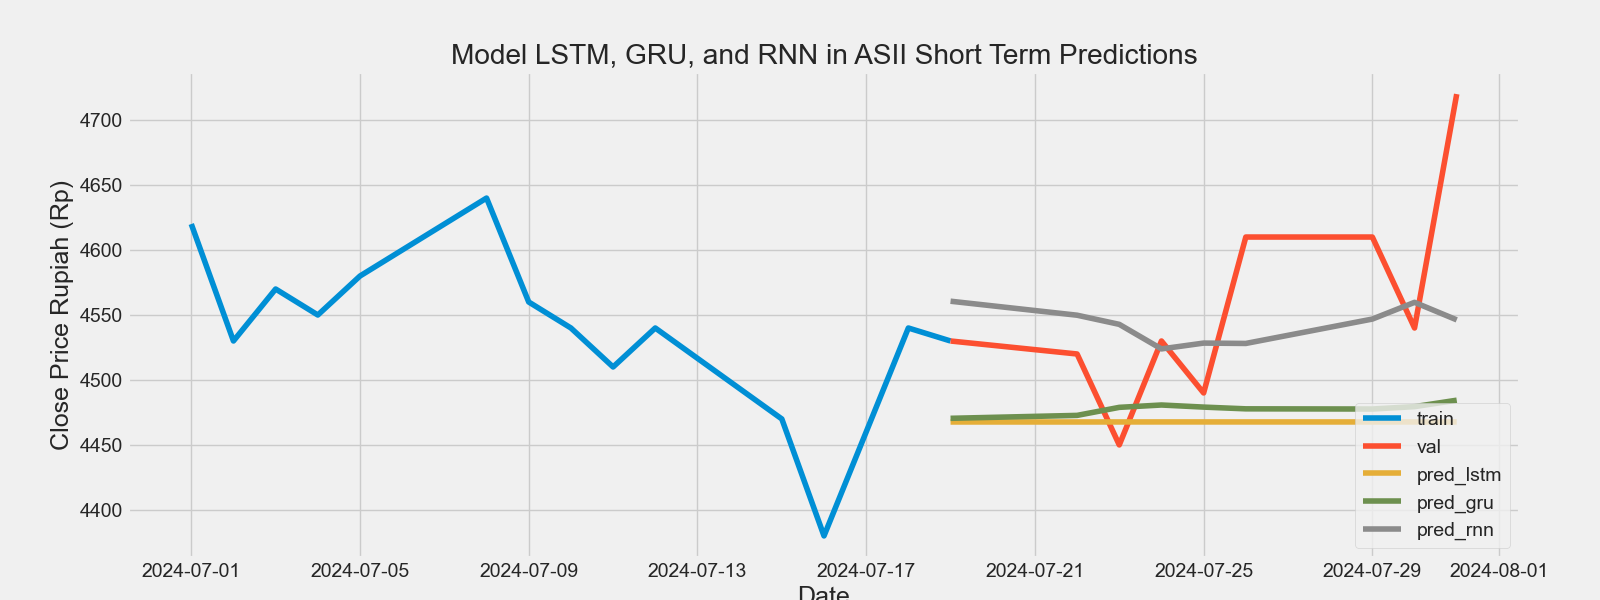 Model LSTM, GRU, and RNN in ASII Short Term Predictions
Close Price Rupiah (Rp)
4700
4650
4600
4550
4500
4450
4400
train
val
pred_lstm
pred_gru
pred_rnn
2024-07-01 2024-07-05 2024-07-09 2024-07-13 2024-07-17 2024-07-21 2024-07-25 2024-07-29 2024-08-01
Date